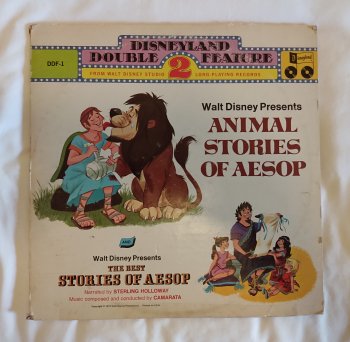 DISNEYLAND
DDF-1
DOUBLE 2 FEATURE
FROM WALT DISNEY STUDIO LONG-PLAYING RECORDS
Disneyland
Walt Disney Presents
ANIMAL
STORIES
OF AESOP
Walt Disney Presents
THE BEST
STORIES OF AESOP
Narrated by STERLING HOLLOWAY
Music composed and conducted by CAMARATA